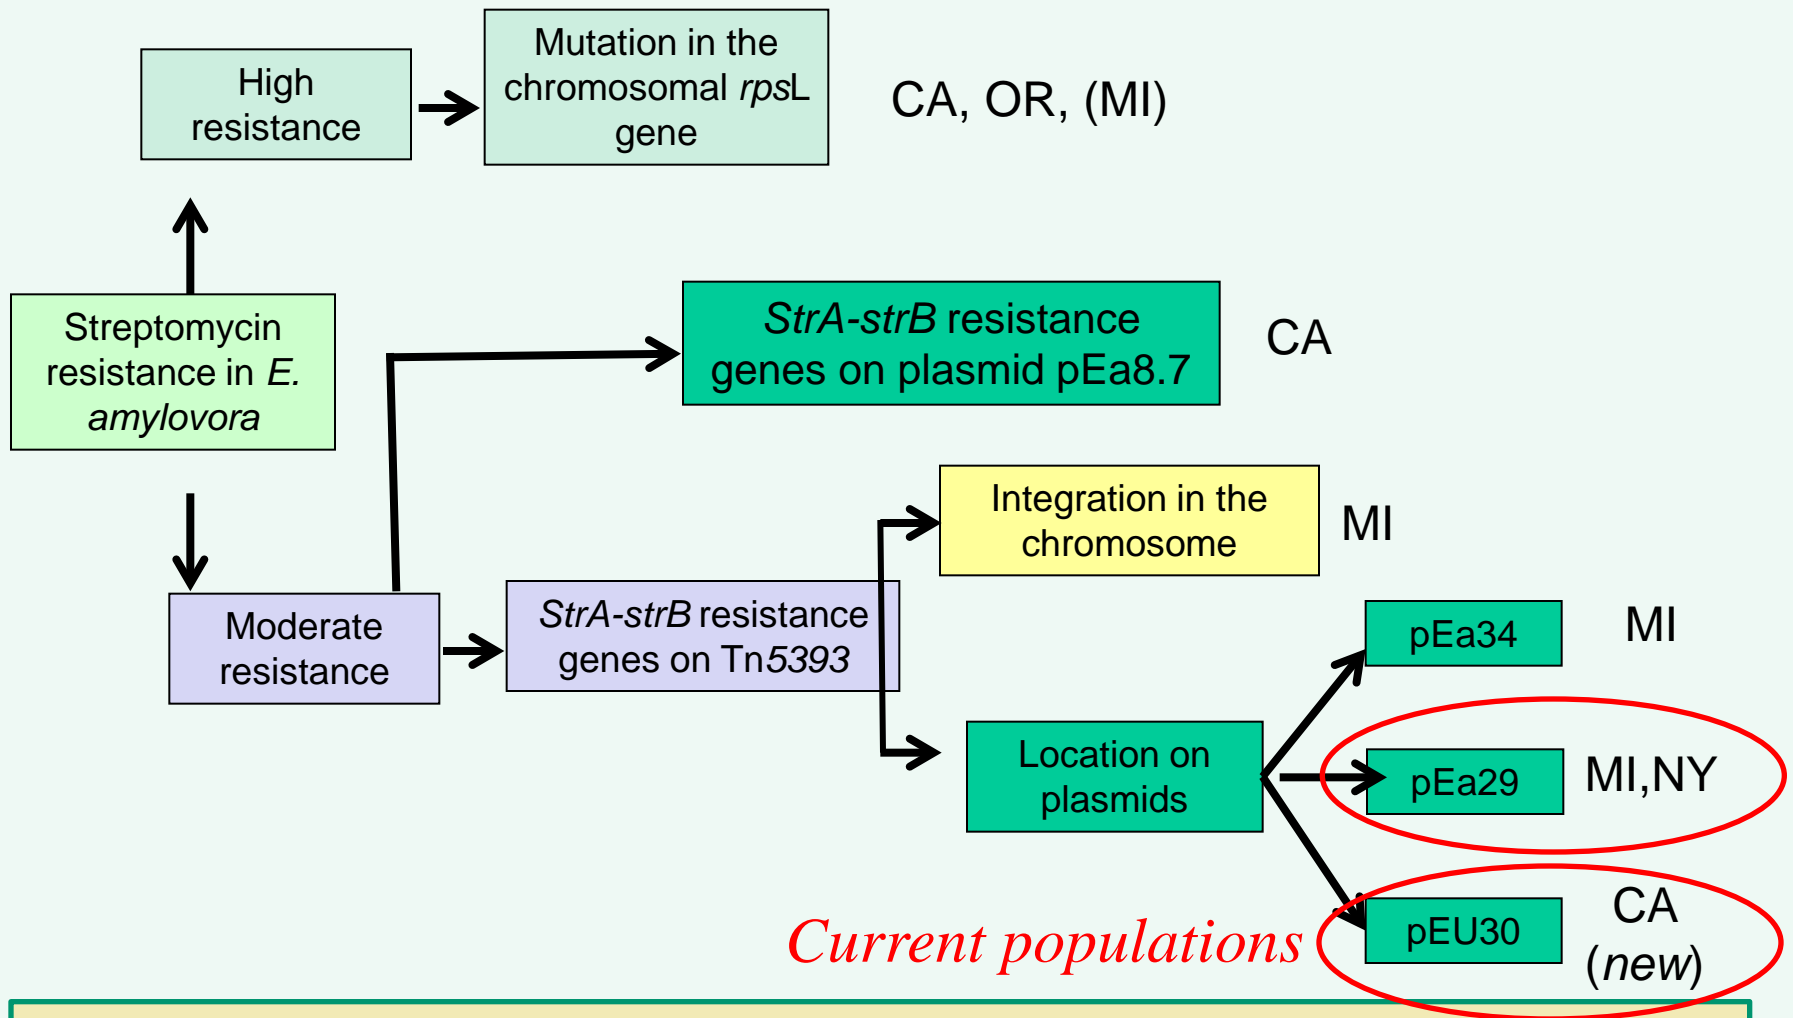 High
resistance
Mutation in the
chromosomal rpsL
gene
CA, OR, (MI)
Streptomycin
resistance in E.
amylovora
StrA-strB resistance
genes on plasmid pEa8.7
CA
Integration in the
chromosome
MI
Moderate
resistance
StrA-strB resistance
genes on Tn5393
pEa34
MI
Location on
plasmids
pEa29
MI,NY
Current populations
pEU30
CA
(new)